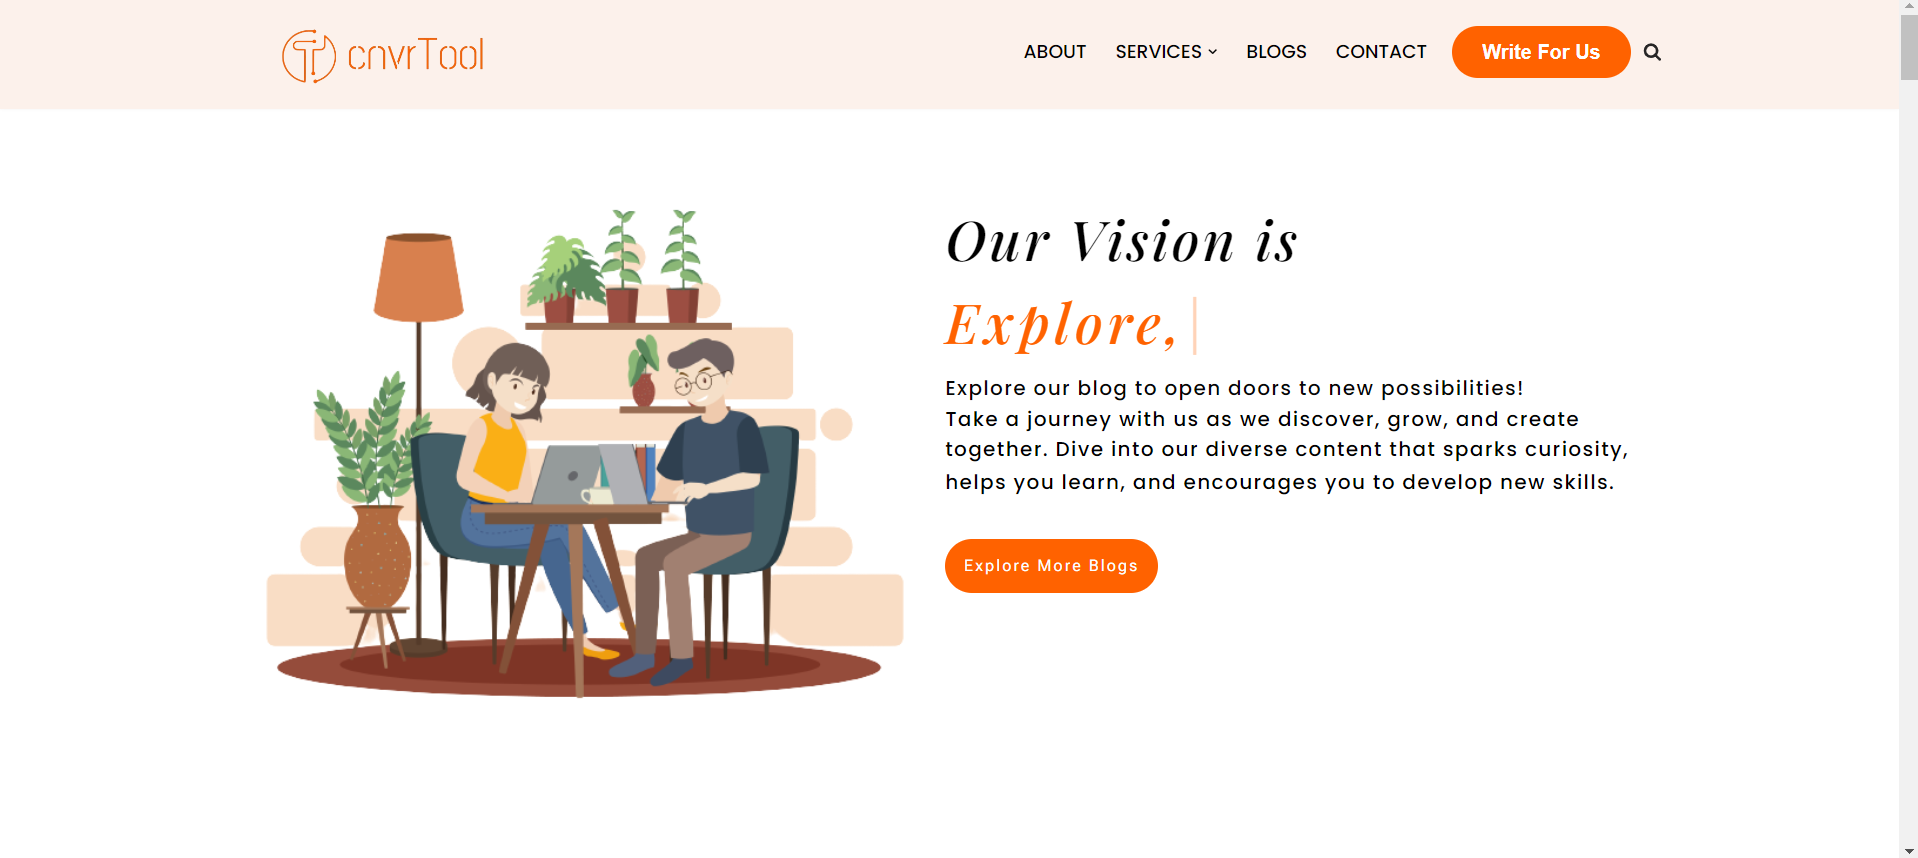 cnvrTool
ABOUT SERVICES BLOGS CONTACT Write For Us
Our Vision is
Explore,
Explore our blog to open doors to new possibilities!
Take a journey with us as we discover, grow, and create
together. Dive into our diverse content that sparks curiosity,
helps you learn, and encourages you to develop new skills.
Explore More Blogs